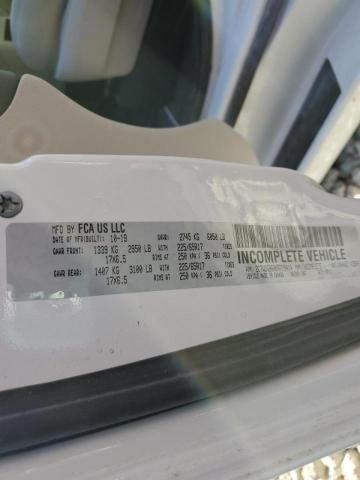 MFD BY: FCA US LLC
DATE OF MFR(BUILT): 10-19 GVWR: 2745 KG 6050 LB
GAWR FRONT: 1339 KG 2950 LB WITH 225/65R17 TIRES
17X6.5 RIMS AT 250 KPA / 36 PSI COLD
GAWR REAR: 1407 KG 3100 LB WITH 225/65R17 TIRES
17X6.5 RIMS AT 250 KPA / 36 PSI COLD
INCOMPLETE VEHICLE